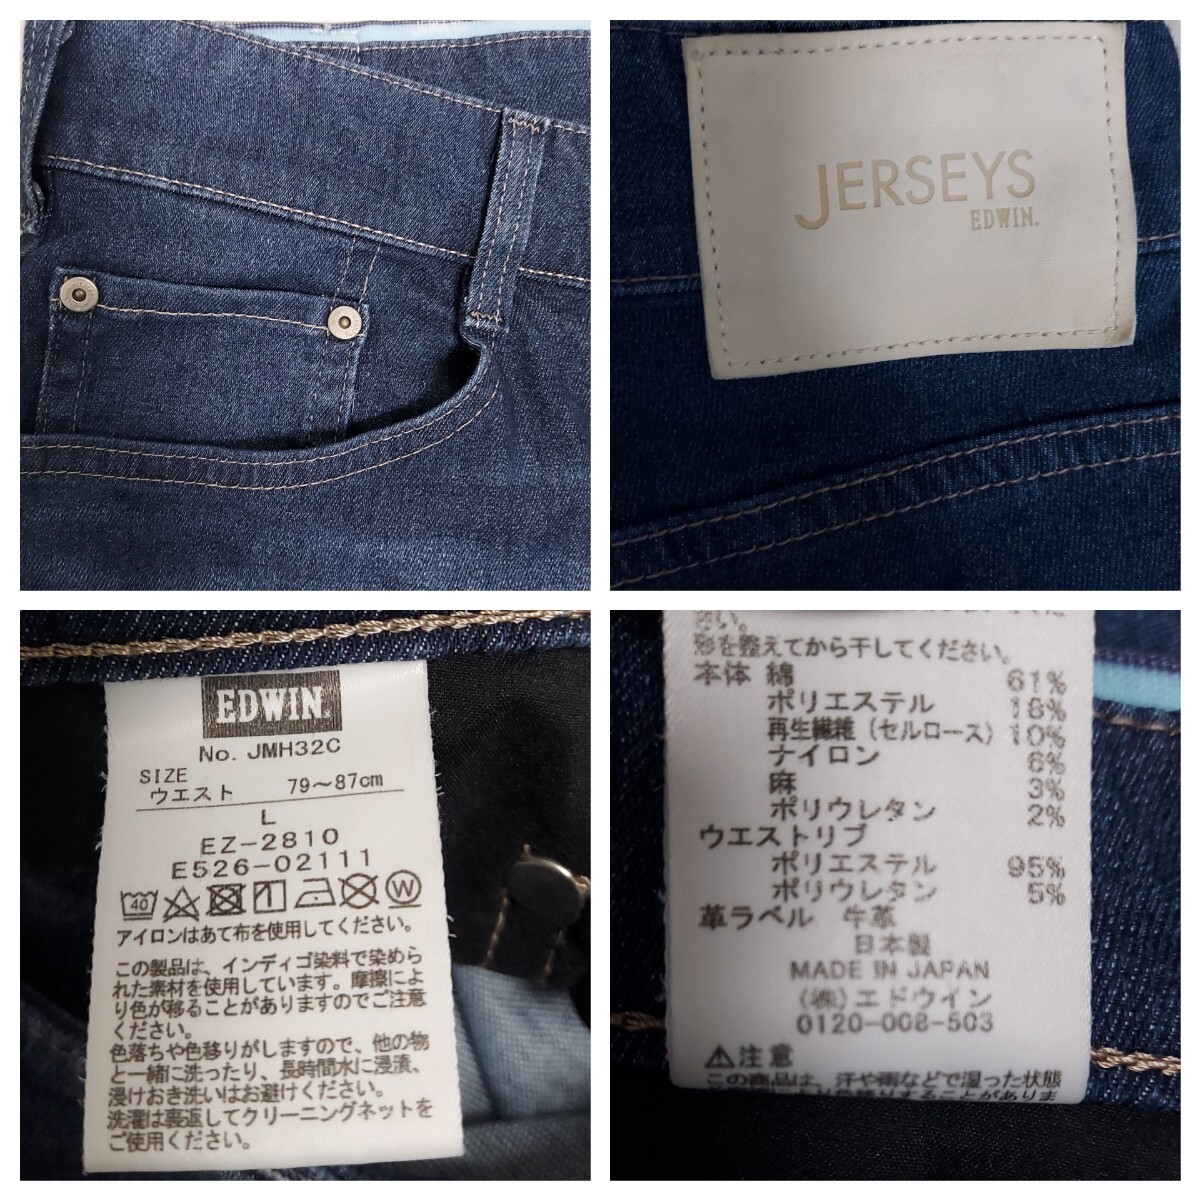 JERSEYS
EDWIN.
EDWIN.
No. JMH32C
SIZE
ウエスト 79～87cm
L
EZ-2810
E526-02111
40
W
アイロンはあて布を使用してください。
この製品は、インディゴ染料で染めら
れた素材を使用しています。摩擦によ
り色が移ることがありますのでご注意
ください。
色落ちや色移りがしますので、他の物
と一緒に洗ったり、長時間水に浸漬、
浸けおき洗いはお避けください。
洗濯は裏返してクリーニングネットを
ご使用ください。
さい。
形を整えてから干してください。
本体 綿 61%
ポリエステル 18%
再生繊維（セルロース） 10%
ナイロン 6%
麻 3%
ポリウレタン 2%
ウエストリブ
ポリエステル 95%
ポリウレタン 5%
革ラベル 牛革
日本製
MADE IN JAPAN
(株)エドウイン
0120-008-503
⚠注意
この商品は、汗や雨などで湿った状態